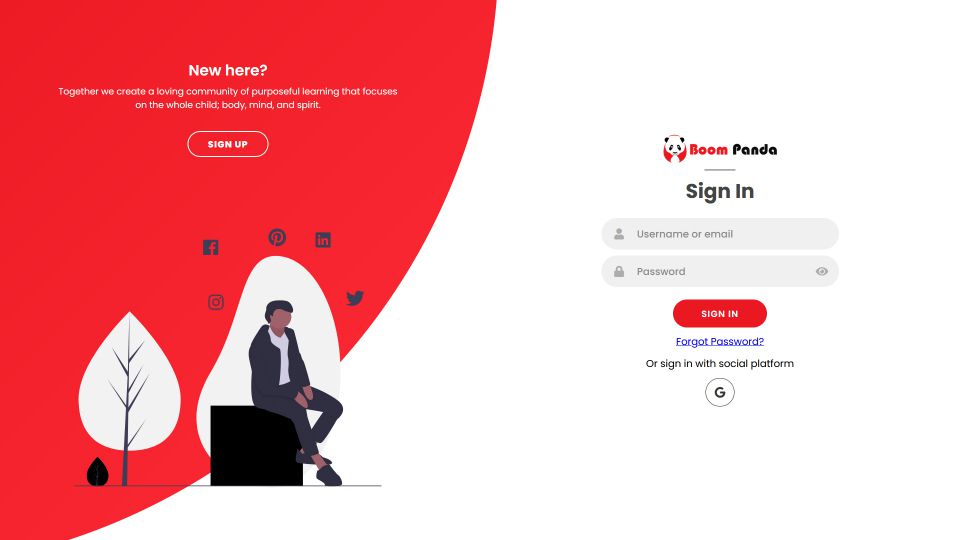 New here?
Together we create a loving community of purposeful learning that focuses
on the whole child; body, mind, and spirit.
SIGN UP
Boom Panda
Sign In
Username or email
Password
SIGN IN
Forgot Password?
Or sign in with social platform
G